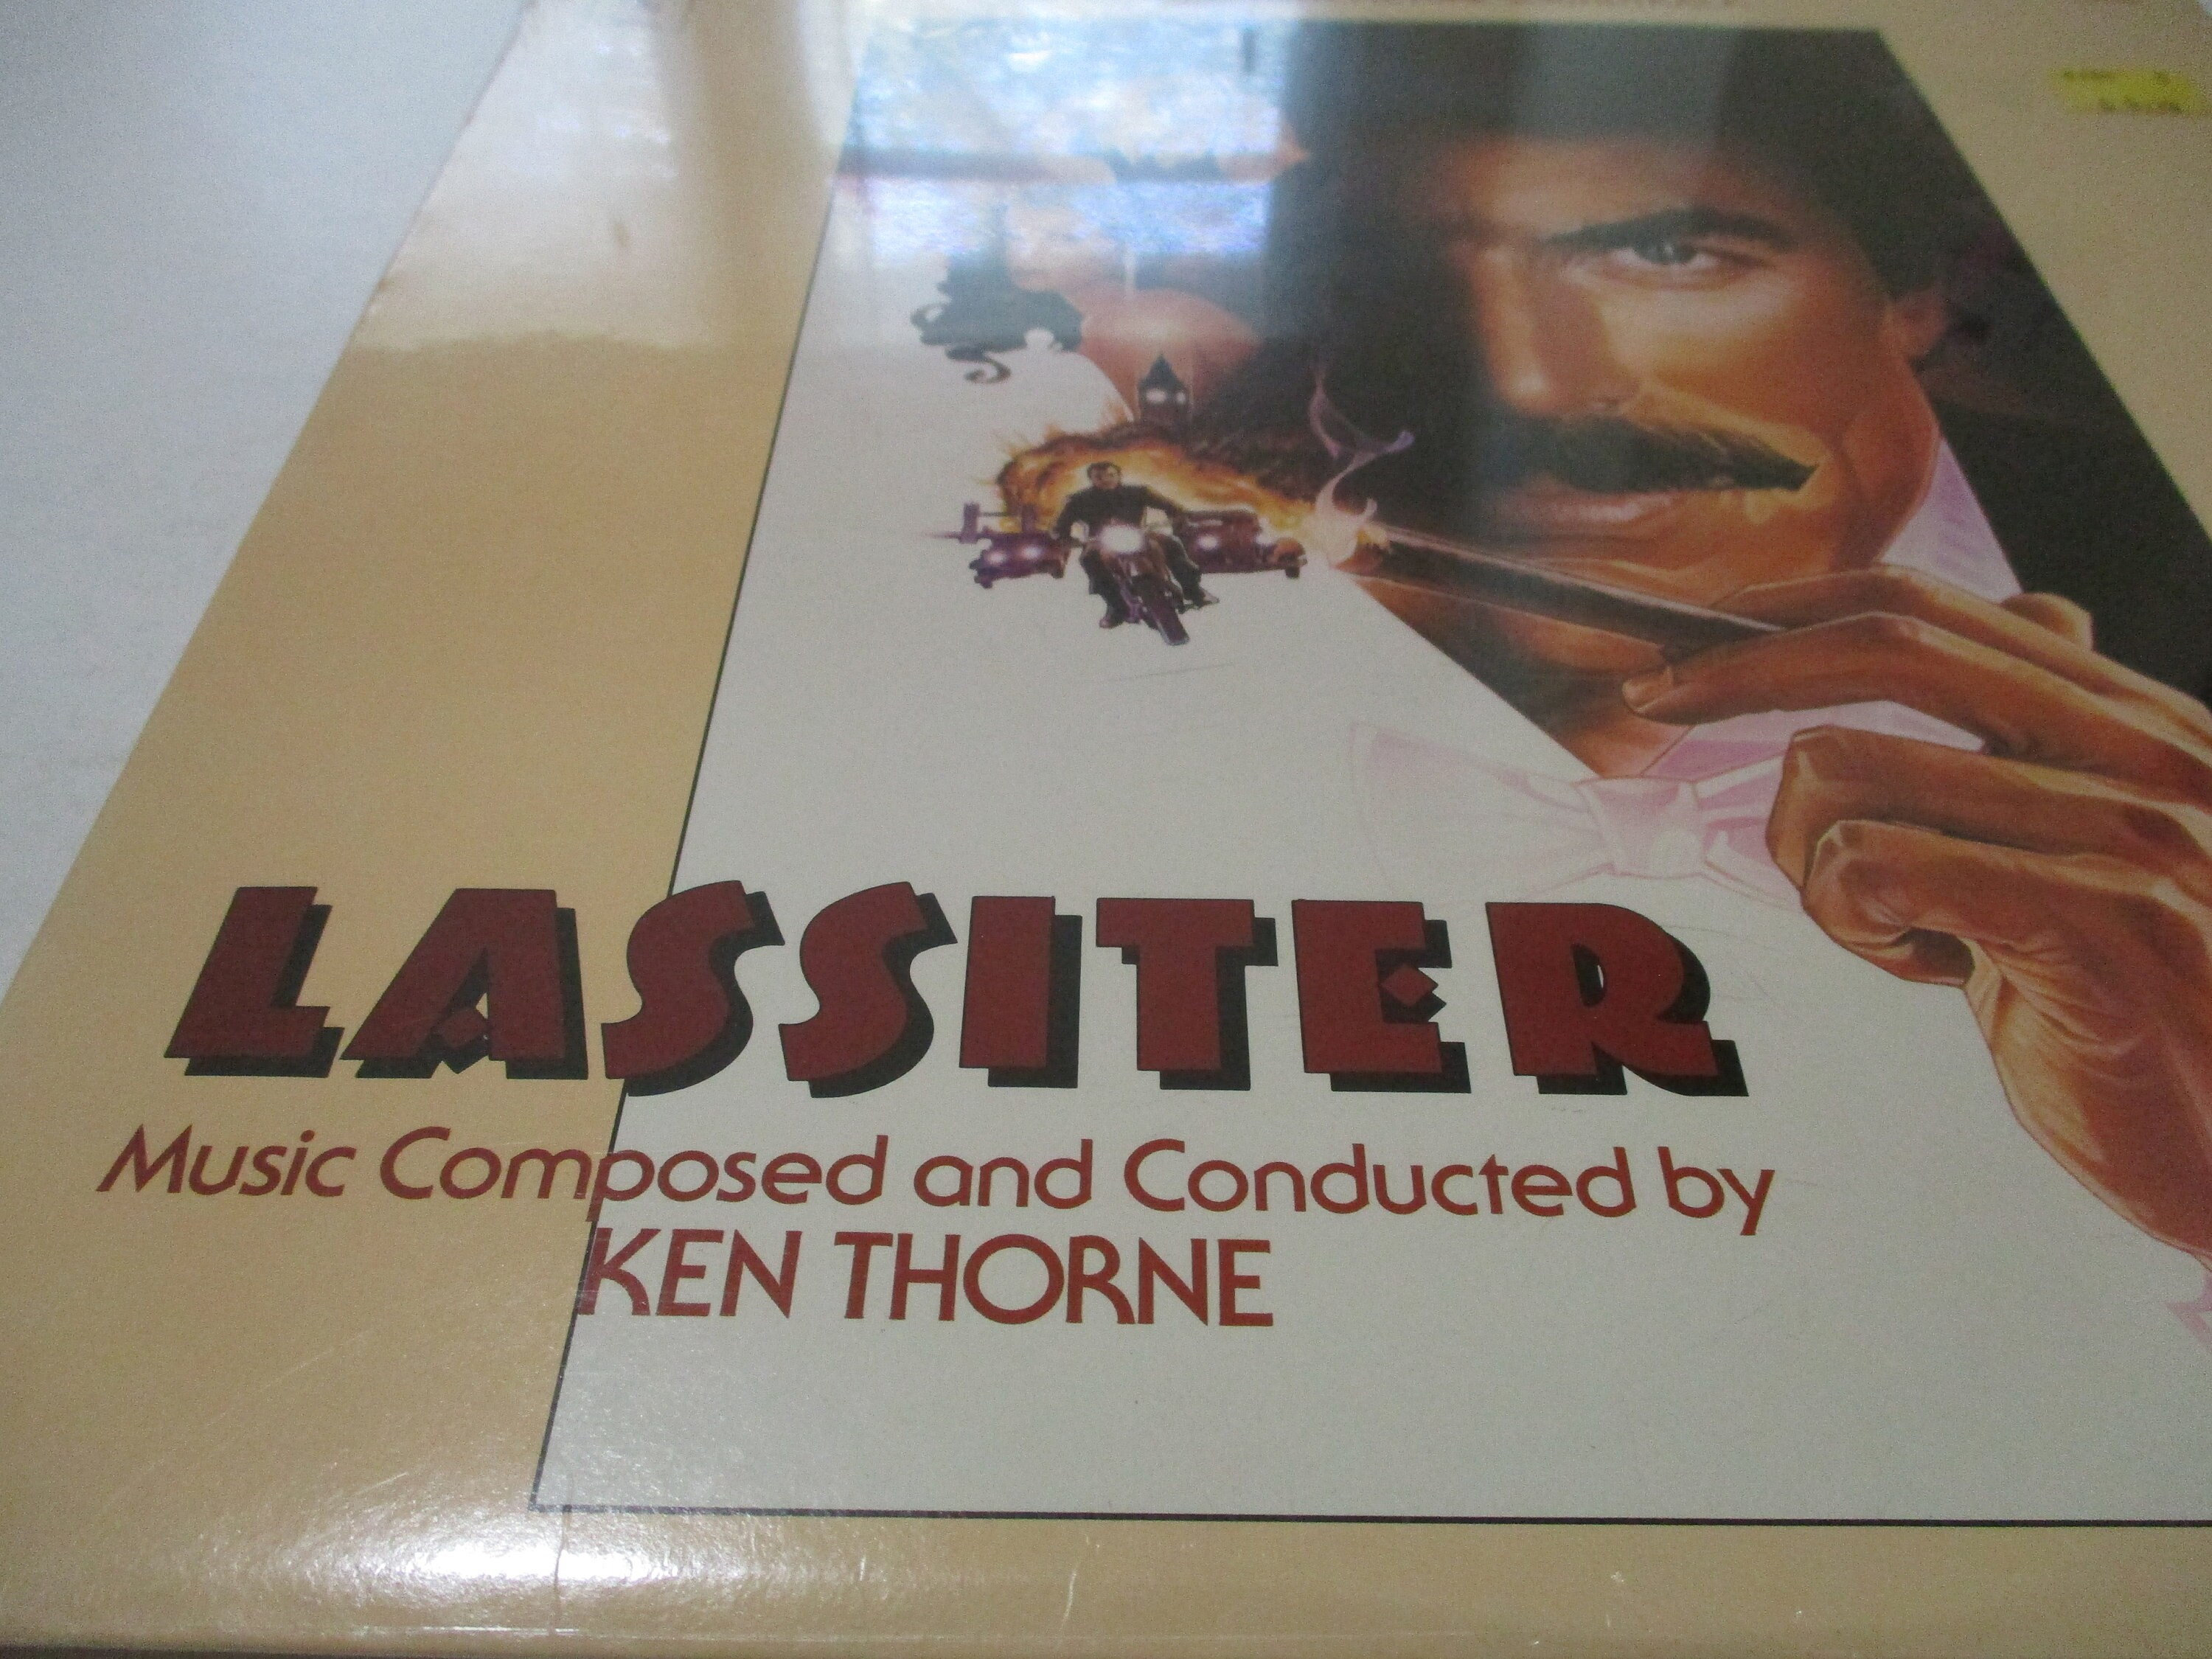 LASSITER
Music Composed and Conducted by
KEN THORNE